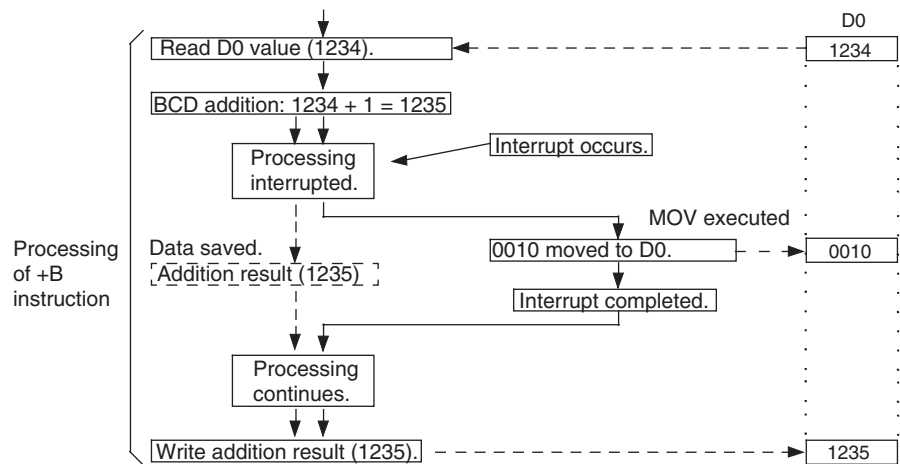 D0
Read D0 value (1234).
1234
BCD addition: 1234 + 1 = 1235
Interrupt occurs.
Processing
interrupted.
MOV executed
Processing
of +B
instruction
Data saved.
Addition result (1235)
0010 moved to D0.
0010
Interrupt completed.
Processing
continues.
Write addition result (1235).
1235